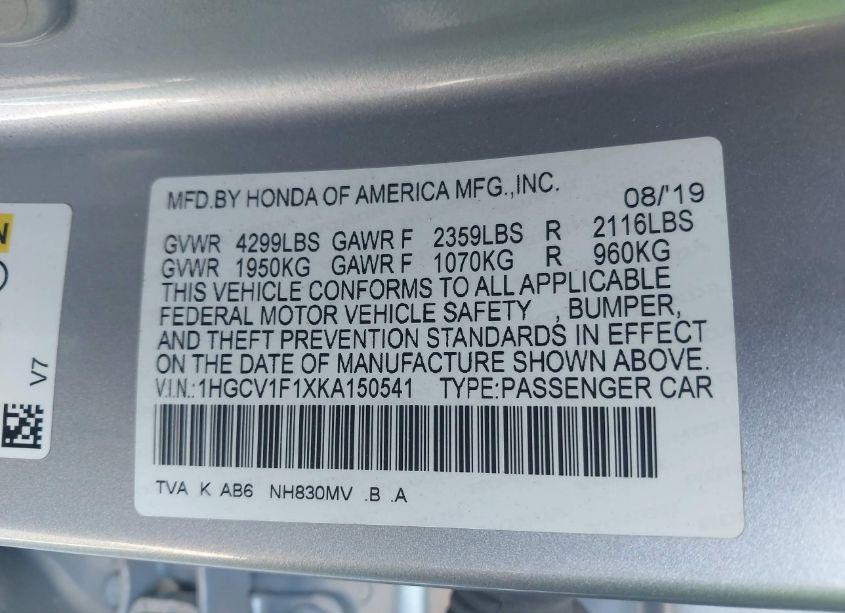 MFD.BY HONDA OF AMERICA MFG.,INC. 08/'19
GVWR 4299LBS GAWR F 2359LBS R 2116LBS
GVWR 1950KG GAWR F 1070KG R 960KG
THIS VEHICLE CONFORMS TO ALL APPLICABLE
FEDERAL MOTOR VEHICLE SAFETY , BUMPER,
AND THEFT PREVENTION STANDARDS IN EFFECT
ON THE DATE OF MANUFACTURE SHOWN ABOVE.
V.I.N.:1HGCV1F1XKA150541 TYPE:PASSENGER CAR
TVA K AB6 NH830MV .B .A
V7